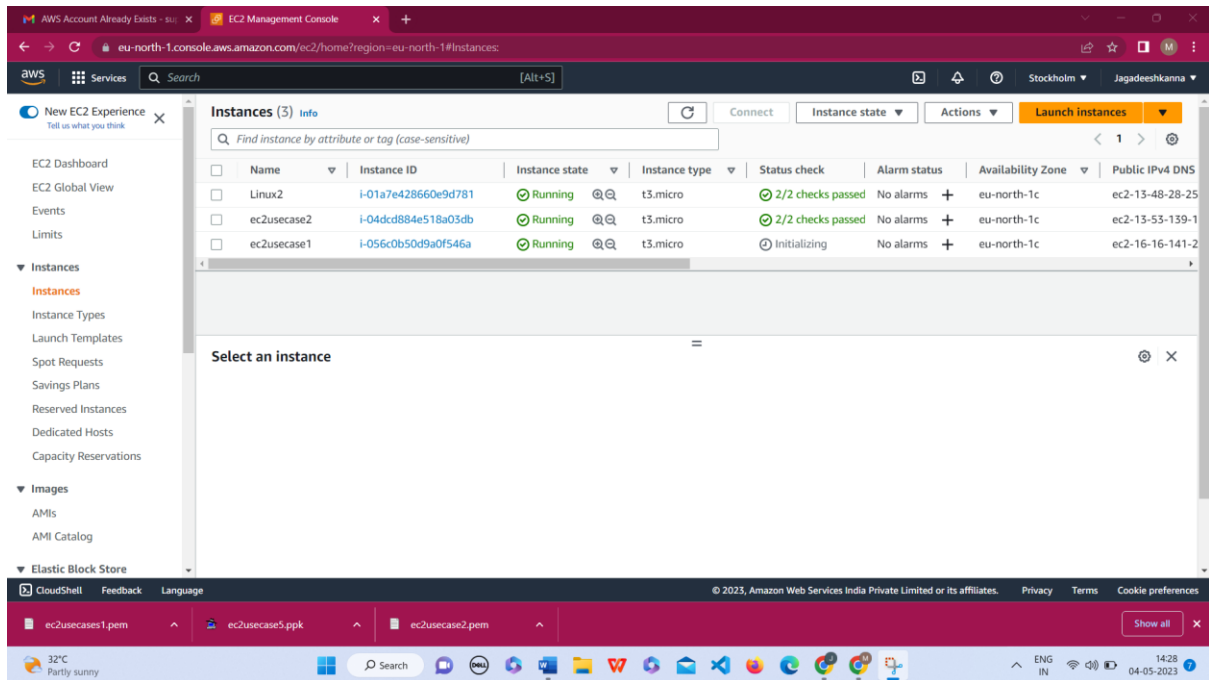 AWS Account Already Exists - sup
EC2 Management Console
eu-north-1.console.aws.amazon.com/ec2/home?region=eu-north-1#Instances:
M
aws
Services
Search
[Alt+S]
Stockholm
Jagadeeshkanna
New EC2 Experience
Tell us what you think
EC2 Dashboard
EC2 Global View
Events
Limits
Instances
Instances
Instance Types
Launch Templates
Spot Requests
Savings Plans
Reserved Instances
Dedicated Hosts
Capacity Reservations
Images
AMIs
AMI Catalog
Elastic Block Store
Instances (3) Info
Connect
Instance state
Actions
Launch instances
Find instance by attribute or tag (case-sensitive)
1
Name Instance ID Instance state Instance type Status check Alarm status Availability Zone Public IPv4 DNS
Linux2 i-01a7e428660e9d781 Running t3.micro 2/2 checks passed No alarms eu-north-1c ec2-13-48-28-25
ec2usecase2 i-04dcd884e518a03db Running t3.micro 2/2 checks passed No alarms eu-north-1c ec2-13-53-139-1
ec2usecase1 i-056c0b50d9a0f546a Running t3.micro Initializing No alarms eu-north-1c ec2-16-16-141-2
Select an instance
CloudShell Feedback Language
© 2023, Amazon Web Services India Private Limited or its affiliates. Privacy Terms Cookie preferences
ec2usecases1.pem
ec2usecase5.ppk
ec2usecase2.pem
Show all
32°C
Partly sunny
Search
ENG
IN
14:28
04-05-2023
7